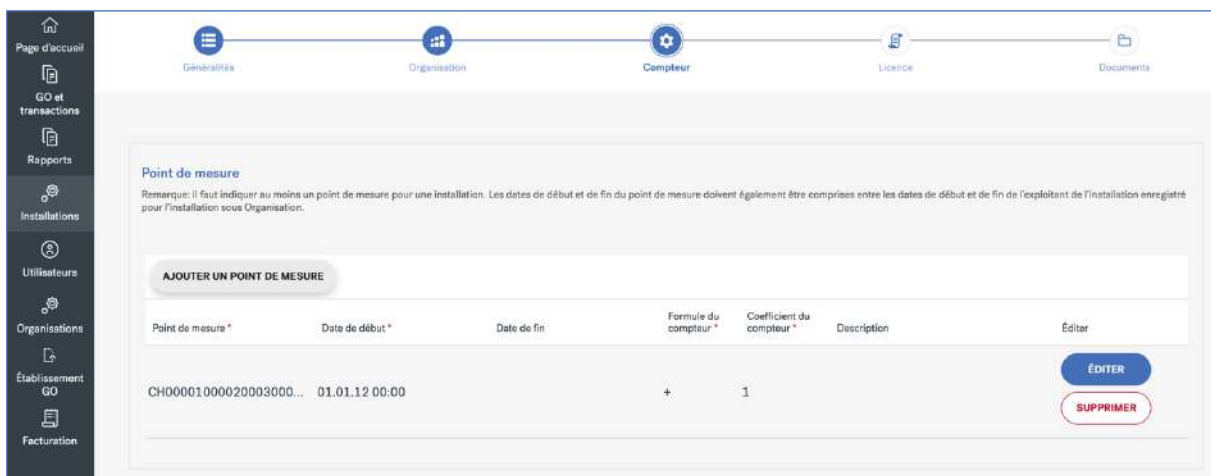 Page d'accueil
GO et
transactions
Rapports
Installations
Utilisateurs
Organisations
Établissement
GO
Facturation
Généralités
Organisation
Compteur
Licence
Documents
Point de mesure
Remarque: il faut indiquer au moins un point de mesure pour une installation. Les dates de début et de fin du point de mesure doivent également être comprises entre les dates de début et de fin de l'exploitant de l'installation enregistré
pour l'installation sous Organisation.
AJOUTER UN POINT DE MESURE
Point de mesure *
Date de début *
Date de fin
Formule du
compteur *
Coefficient du
compteur *
Description
Éditer
CH00001000020003000...
01.01.12 00:00
+
1
ÉDITER
SUPPRIMER